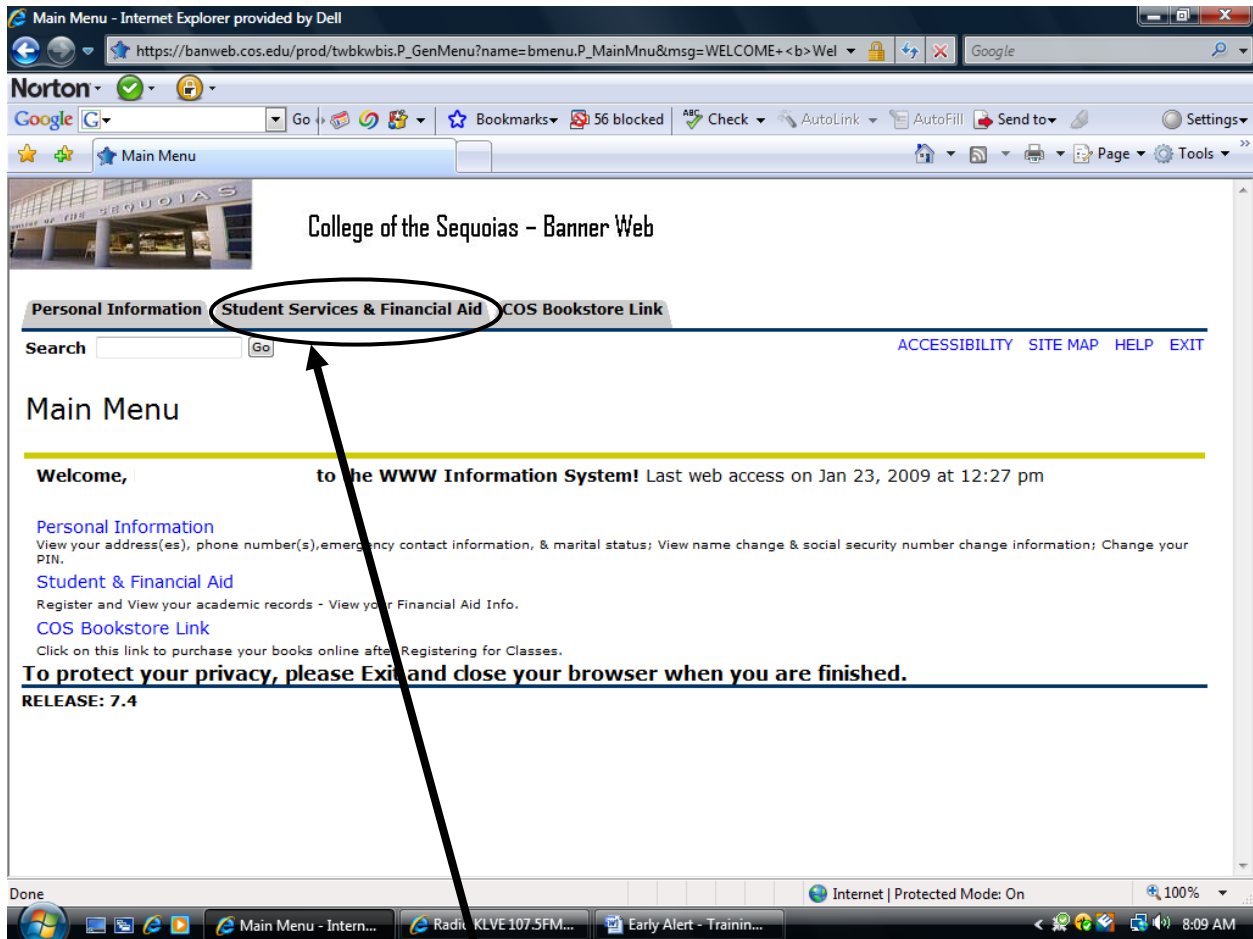 Main Menu - Internet Explorer provided by Dell
https://banweb.cos.edu/prod/twbkwbis.P_GenMenu?name=bmenu.P_MainMnu&msg=WELCOME+<b>Wel
Google
Norton
Google G Go Bookmarks 56 blocked ABC Check AutoLink AutoFill Send to Settings
Main Menu Page Tools
SEQUOIAS
College of the Sequoias – Banner Web
Personal Information Student Services & Financial Aid COS Bookstore Link
Search Go ACCESSIBILITY SITE MAP HELP EXIT
Main Menu
Welcome, to the WWW Information System! Last web access on Jan 23, 2009 at 12:27 pm
Personal Information
View your address(es), phone number(s),emergency contact information, & marital status; View name change & social security number change information; Change your
PIN.
Student & Financial Aid
Register and View your academic records - View your Financial Aid Info.
COS Bookstore Link
Click on this link to purchase your books online after Registering for Classes.
To protect your privacy, please Exit and close your browser when you are finished.
RELEASE: 7.4
Done Internet | Protected Mode: On 100%
Main Menu - Intern... Radio KLVE 107.5FM... Early Alert - Trainin... 8:09 AM